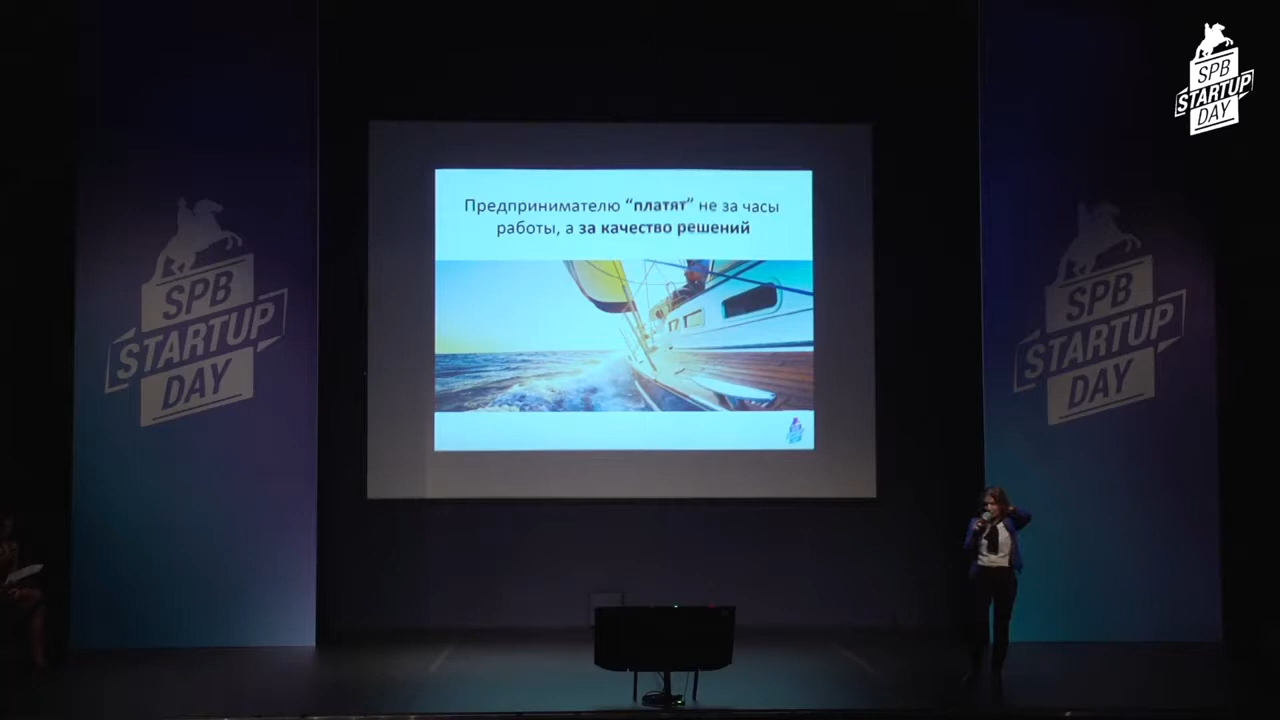 SPB
STARTUP
DAY
Предпринимателю “платят” не за часы
работы, а за качество решений
SPB
STARTUP
DAY
SPB
STARTUP
DAY